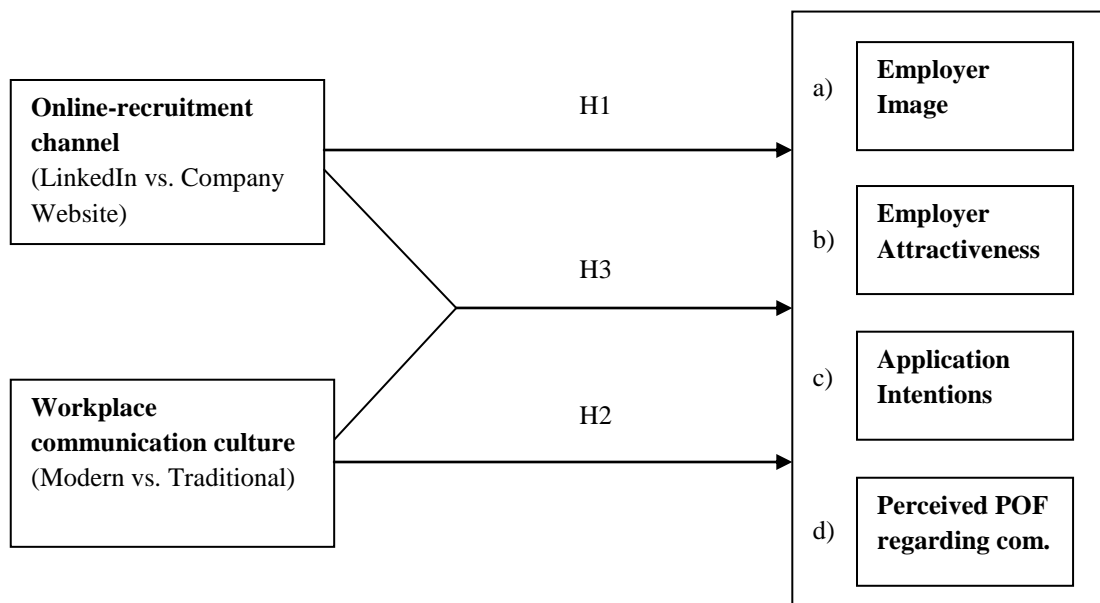 Online-recruitment
channel
(LinkedIn vs. Company
Website)
Workplace
communication culture
(Modern vs. Traditional)
H1
H3
H2
a)
Employer
Image
b)
Employer
Attractiveness
c)
Application
Intentions
d)
Perceived POF
regarding com.